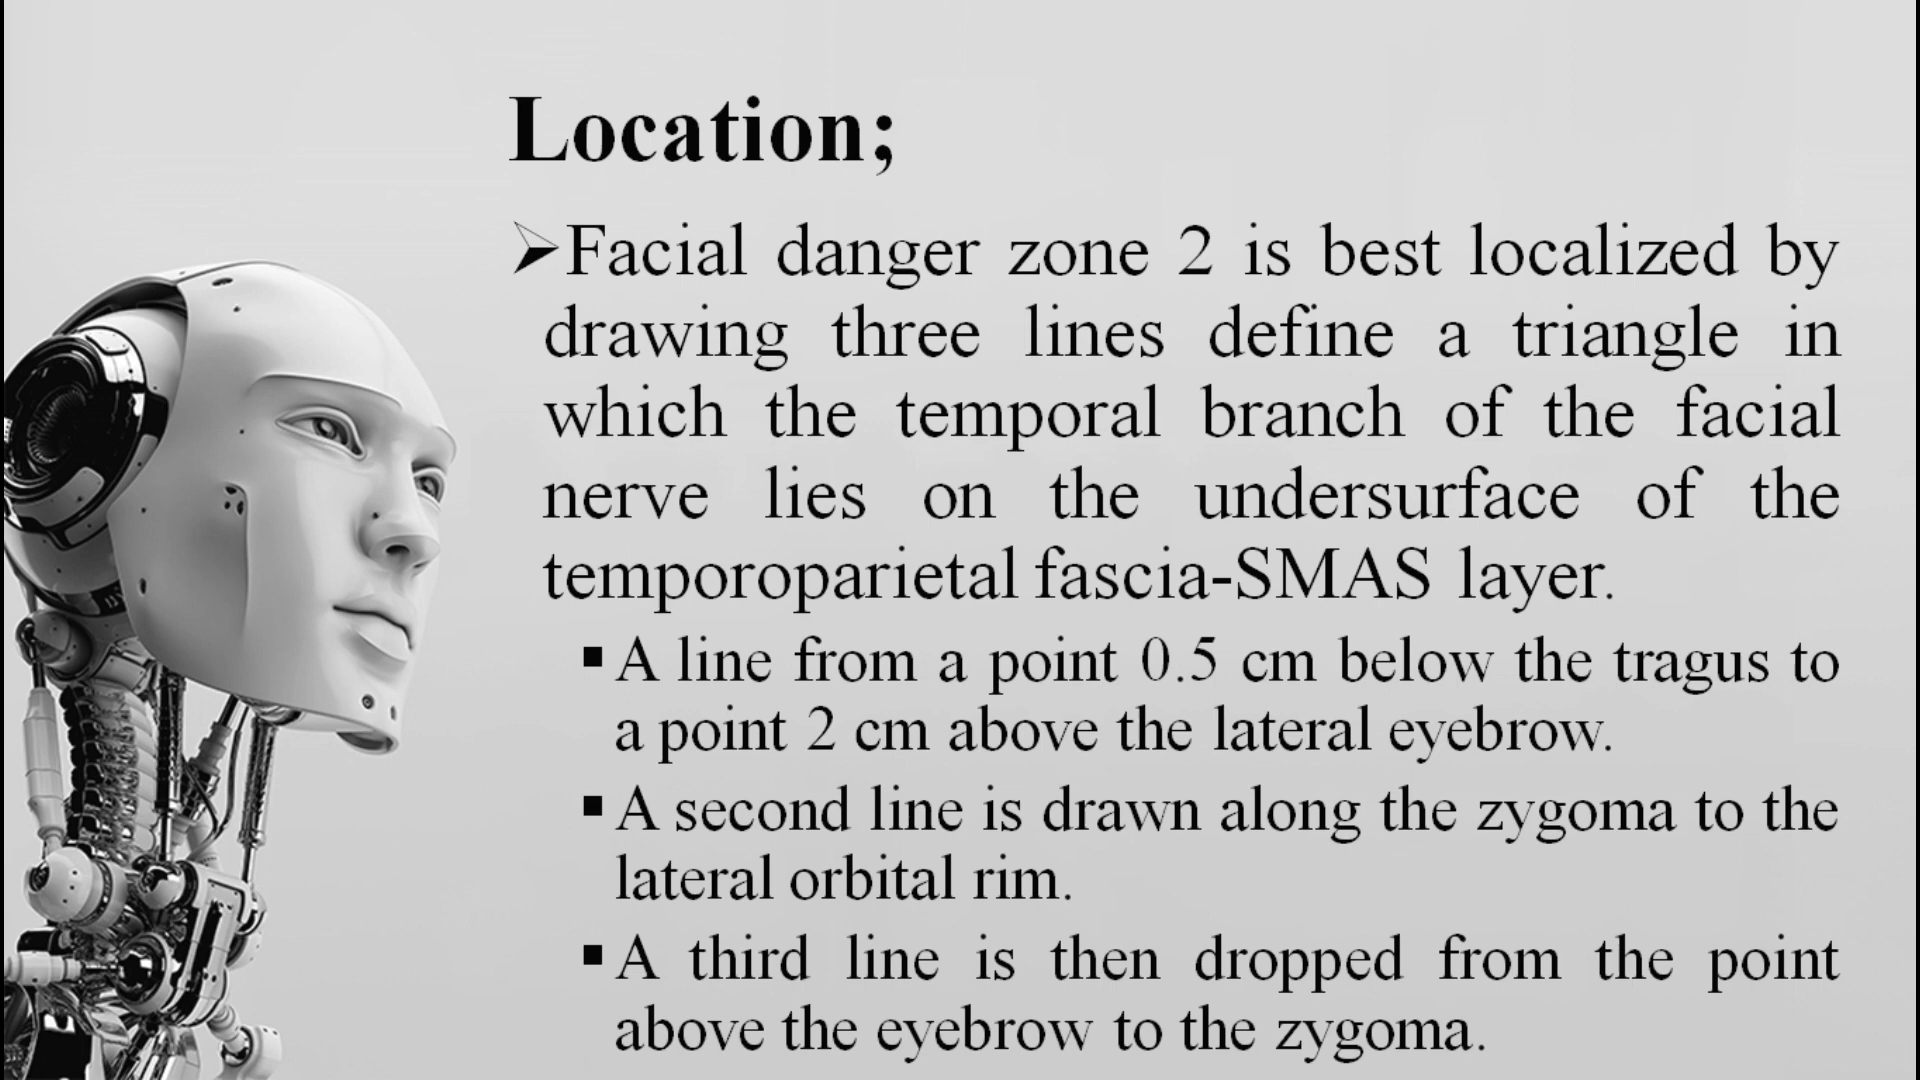 Location;
➢Facial danger zone 2 is best localized by
drawing three lines define a triangle in
which the temporal branch of the facial
nerve lies on the undersurface of the
temporoparietal fascia-SMAS layer.
▪A line from a point 0.5 cm below the tragus to
a point 2 cm above the lateral eyebrow.
▪A second line is drawn along the zygoma to the
lateral orbital rim.
▪A third line is then dropped from the point
above the eyebrow to the zygoma.